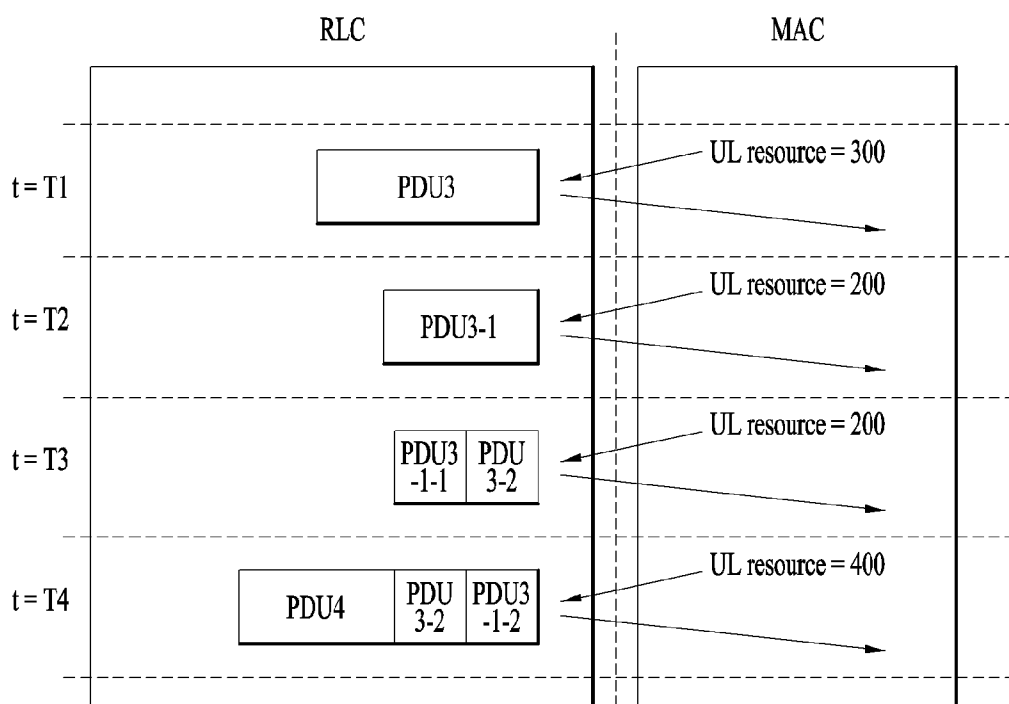 RLC
MAC
t = T1
PDU3
UL resource = 300
t = T2
PDU3-1
UL resource = 200
t = T3
PDU3
-1-1
PDU
3-2
UL resource = 200
t = T4
PDU4
PDU
3-2
PDU3
-1-2
UL resource = 400